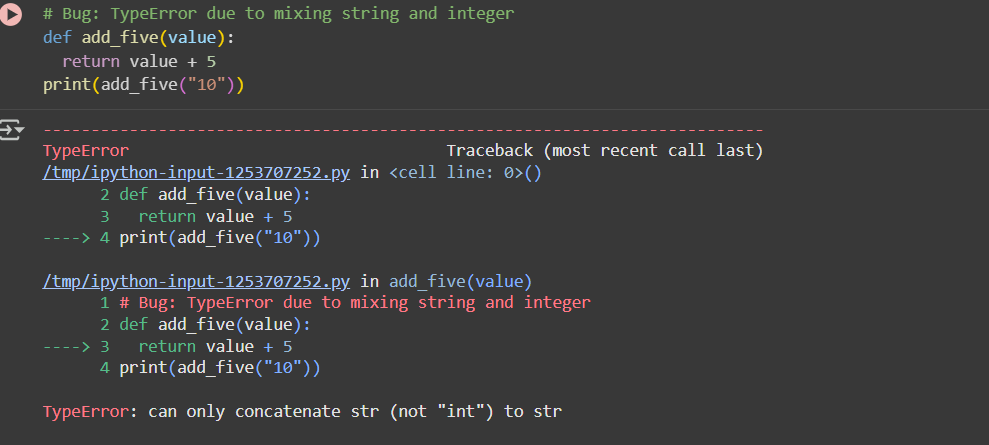 # Bug: TypeError due to mixing string and integer
def add_five(value):
  return value + 5
print(add_five("10"))
---------------------------------------------------------------------------
TypeError                                 Traceback (most recent call last)
/tmp/ipython-input-1253707252.py in <cell line: 0>()
      2 def add_five(value):
      3   return value + 5
----> 4 print(add_five("10"))
/tmp/ipython-input-1253707252.py in add_five(value)
      1 # Bug: TypeError due to mixing string and integer
      2 def add_five(value):
----> 3   return value + 5
      4 print(add_five("10"))
TypeError: can only concatenate str (not "int") to str